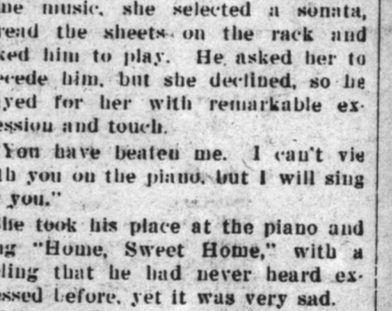 ne music, she selected a sonata,
read the sheets on the rack and
ked him to play. He asked her to
ecede him, but she declined, so he
yed for her with remarkable ex-
ession and touch.
You have beaten me. I can't vie
th you on the piano, but I will sing
you."
he took his place at the piano and
ng "Home, Sweet Home," with a
ling that he had never heard ex-
ssed before, yet it was very sad.